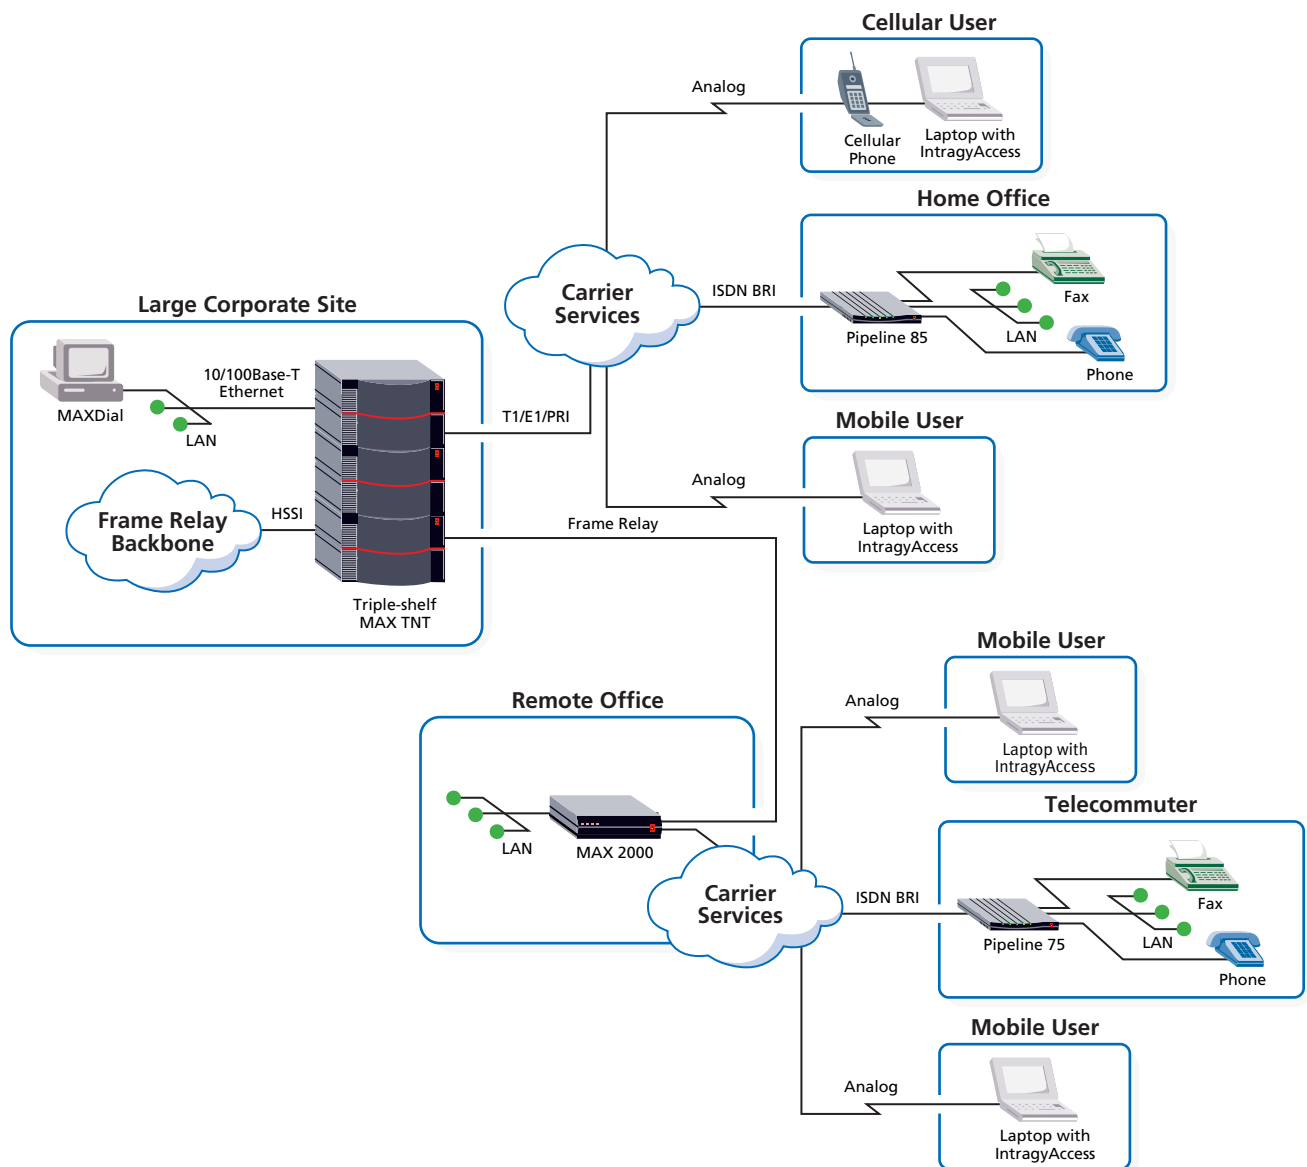 Cellular User
Analog
Cellular
Phone
Laptop with
IntragyAccess
Home Office
ISDN BRI
Pipeline 85
Fax
LAN
Phone
Carrier
Services
Large Corporate Site
MAXDial
10/100Base-T
Ethernet
LAN
T1/E1/PRI
Frame Relay
Backbone
HSSI
Triple-shelf
MAX TNT
Mobile User
Analog
Laptop with
IntragyAccess
Frame Relay
Mobile User
Analog
Laptop with
IntragyAccess
Remote Office
LAN
MAX 2000
Carrier
Services
Telecommuter
ISDN BRI
Pipeline 75
Fax
LAN
Phone
Mobile User
Analog
Laptop with
IntragyAccess